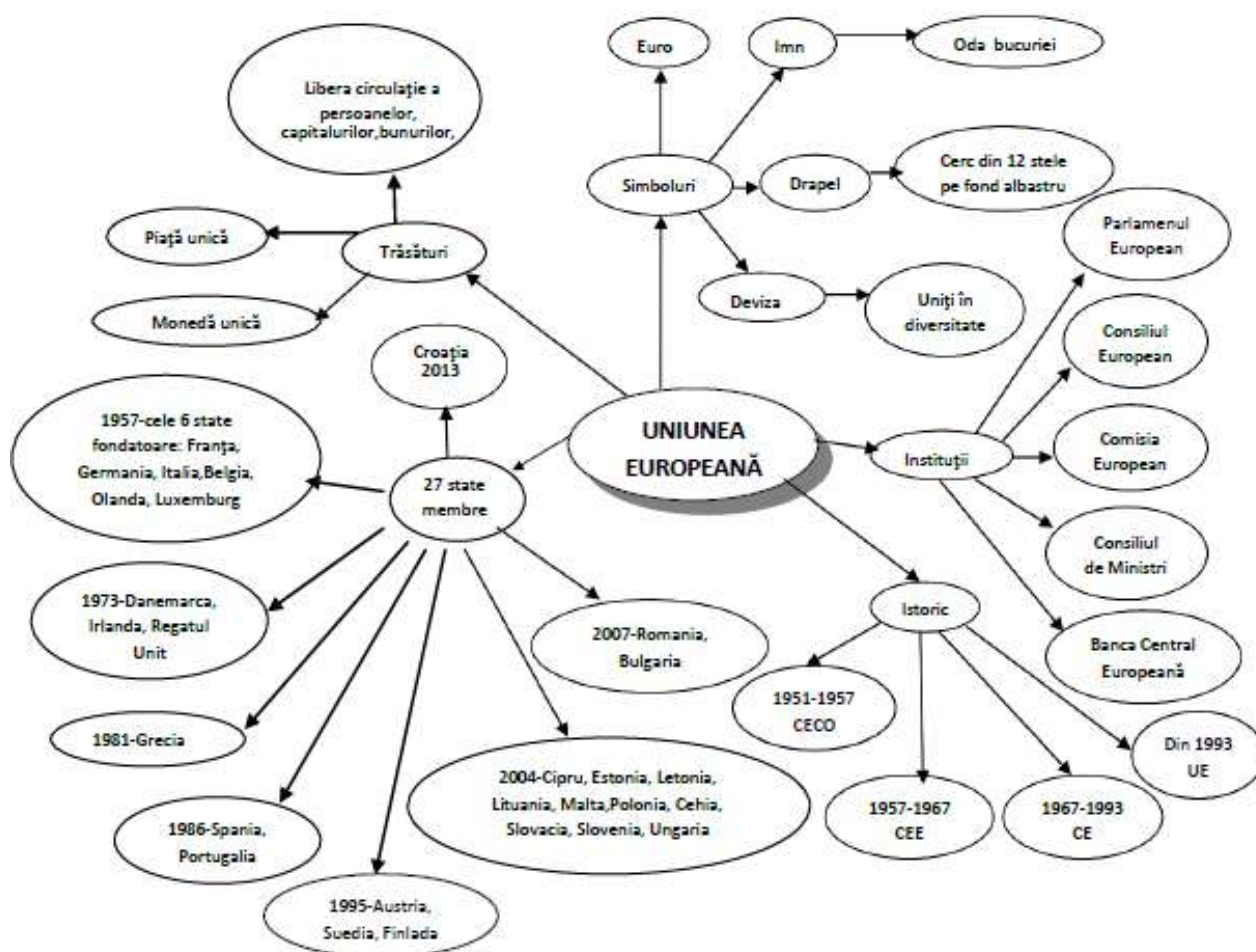 Euro
Imn
Oda bucuriei
Libera circulaţie a
persoanelor,
capitalurilor,bunurilor,
Simboluri
Drapel
Cerc din 12 stele
pe fond albastru
Piaţă unică
Trăsături
Parlamenul
European
Monedă unică
Deviza
Uniţi în
diversitate
Consiliul
European
Croaţia
2013
1957-cele 6 state
fondatoare: Franţa,
Germania, Italia,Belgia,
Olanda, Luxemburg
UNIUNEA
EUROPEANĂ
Instituţii
Comisia
European
27 state
membre
Consiliul
de Ministri
1973-Danemarca,
Irlanda, Regatul
Unit
Istoric
2007-Romania,
Bulgaria
Banca Central
Europeană
1951-1957
CECO
1981-Grecia
Din 1993
UE
2004-Cipru, Estonia, Letonia,
Lituania, Malta,Polonia, Cehia,
Slovacia, Slovenia, Ungaria
1957-1967
CEE
1967-1993
CE
1986-Spania,
Portugalia
1995-Austria,
Suedia, Finlada